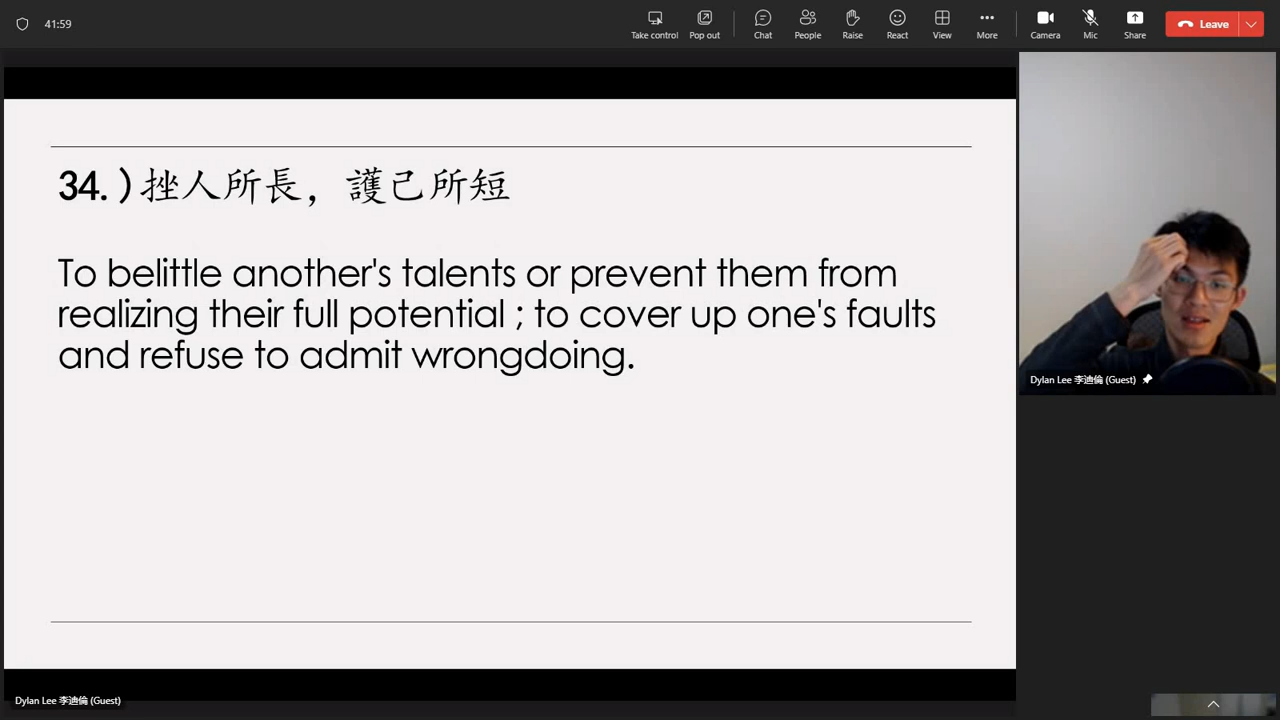 41:59
Take control
Pop out
Chat
People
Raise
React
View
More
Camera
Mic
Share
Leave
34. ) 挫人所長，護己所短
To belittle another's talents or prevent them from
realizing their full potential ; to cover up one's faults
and refuse to admit wrongdoing.
Dylan Lee 李迪倫 (Guest)
Dylan Lee 李迪倫 (Guest)